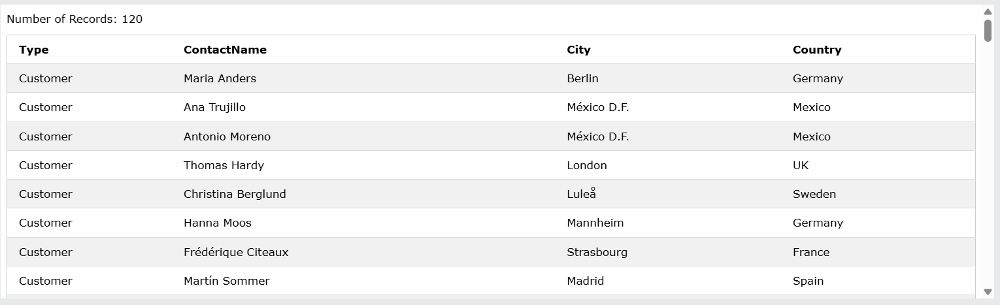 Number of Records: 120
Type ContactName City Country
Customer Maria Anders Berlin Germany
Customer Ana Trujillo México D.F. Mexico
Customer Antonio Moreno México D.F. Mexico
Customer Thomas Hardy London UK
Customer Christina Berglund Luleå Sweden
Customer Hanna Moos Mannheim Germany
Customer Frédérique Citeaux Strasbourg France
Customer Martín Sommer Madrid Spain